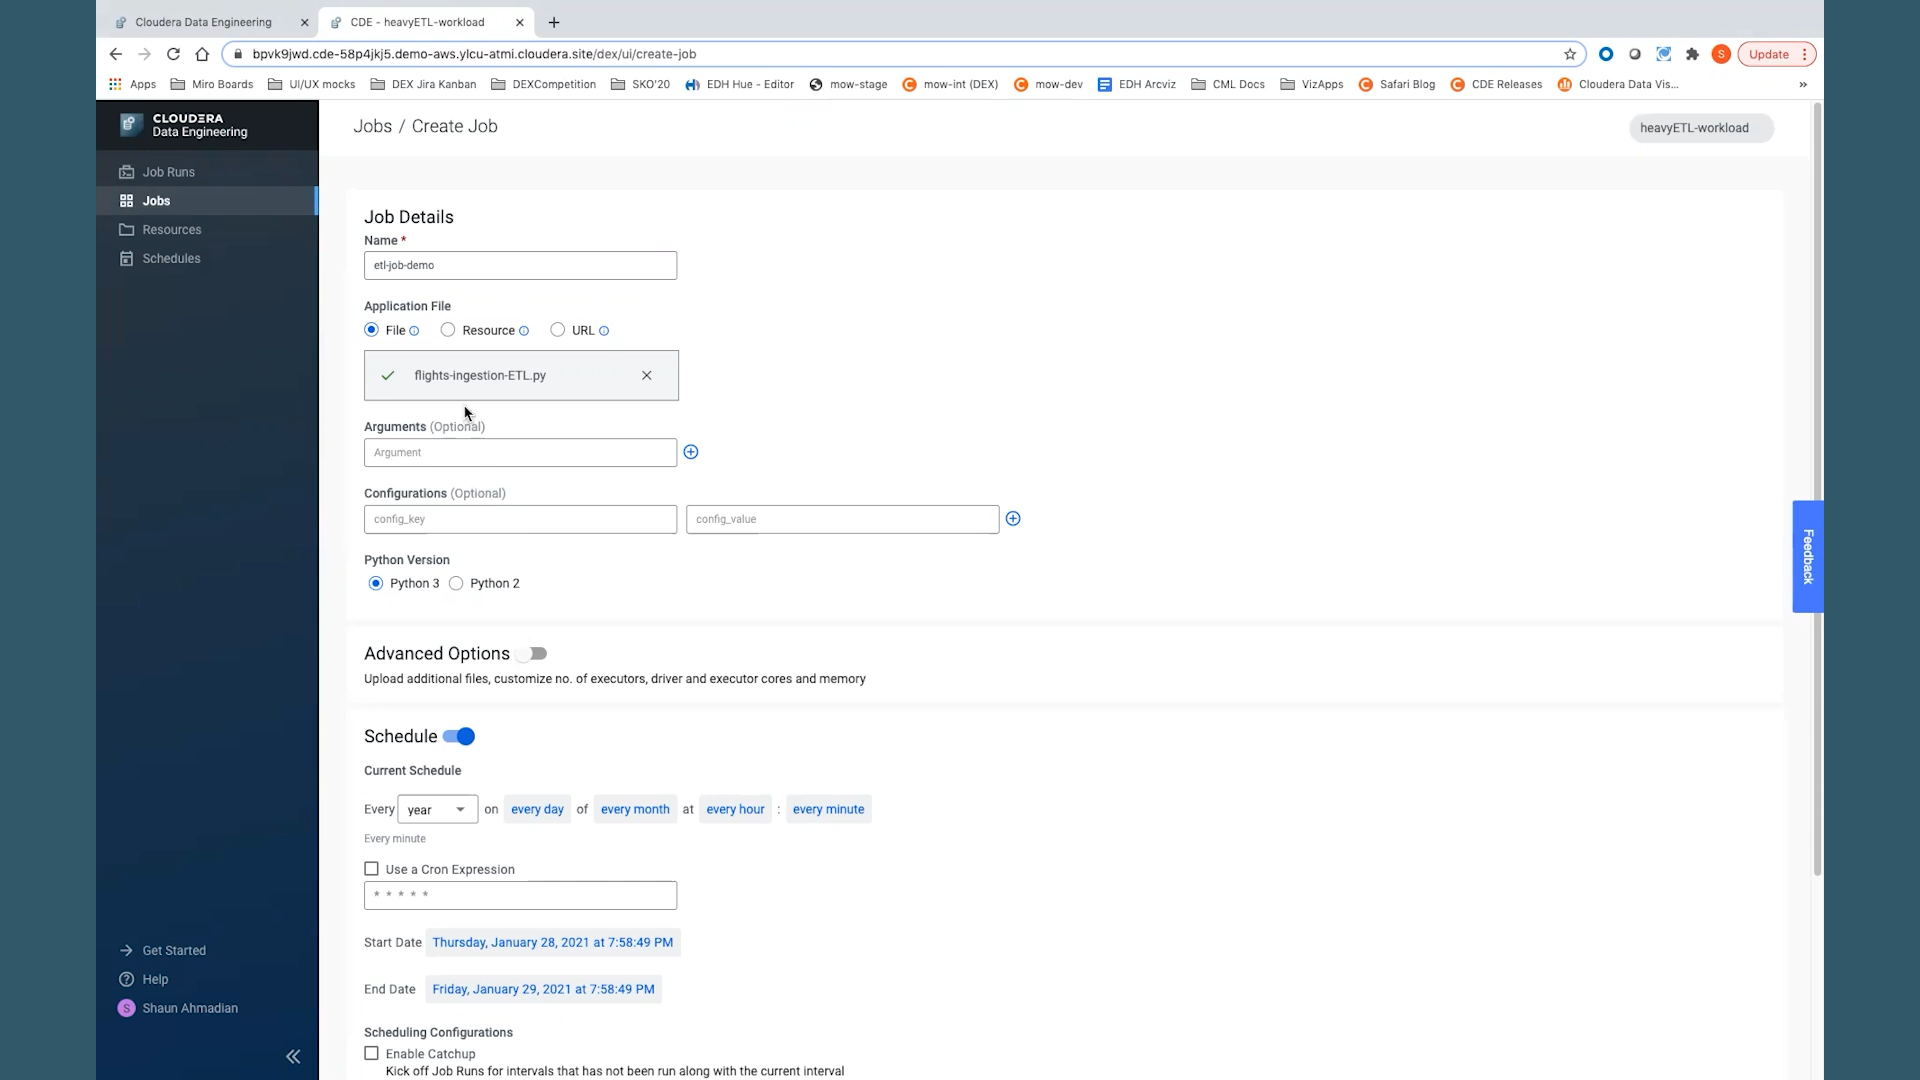 Cloudera Data Engineering
CDE - heavyETL-workload
bpvk9jwd.cde-58p4jkj5.demo-aws.ylcu-atmi.cloudera.site/dex/ui/create-job
S
Update
Apps
Miro Boards
UI/UX mocks
DEX Jira Kanban
DEXCompetition
SKO'20
EDH Hue - Editor
mow-stage
mow-int (DEX)
mow-dev
EDH Arcviz
CML Docs
VizApps
Safari Blog
CDE Releases
Cloudera Data Vis...
»
CLOUDERA
Data Engineering
Job Runs
Jobs
Resources
Schedules
Get Started
Help
S Shaun Ahmadian
Jobs / Create Job
heavyETL-workload
Job Details
Name *
etl-job-demo
Application File
File Resource URL
flights-ingestion-ETL.py
Arguments (Optional)
Argument
Configurations (Optional)
config_key config_value
Python Version
Python 3 Python 2
Advanced Options
Upload additional files, customize no. of executors, driver and executor cores and memory
Schedule
Current Schedule
Every year on every day of every month at every hour : every minute
Every minute
Use a Cron Expression
* * * * *
Start Date Thursday, January 28, 2021 at 7:58:49 PM
End Date Friday, January 29, 2021 at 7:58:49 PM
Scheduling Configurations
Enable Catchup
Kick off Job Runs for intervals that has not been run along with the current interval
Feedback